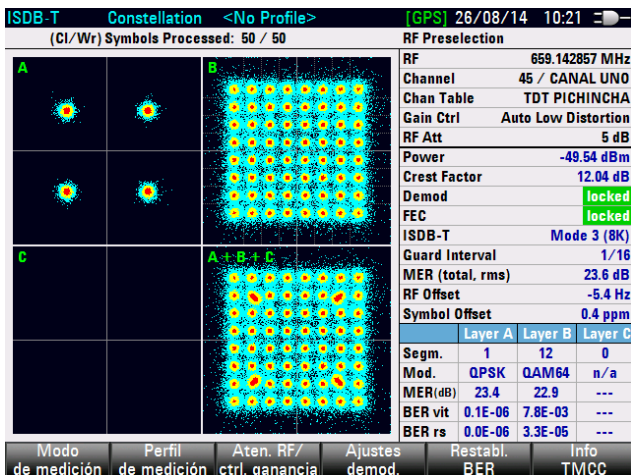 ISDB-T Constellation <No Profile> [GPS] 26/08/14 10:21
(Cl/Wr) Symbols Processed: 50 / 50
A
B
C
A + B + C
RF Preselection
RF 659.142857 MHz
Channel 45 / CANAL UNO
Chan Table TDT PICHINCHA
Gain Ctrl Auto Low Distortion
RF Att 5 dB
Power -49.54 dBm
Crest Factor 12.04 dB
Demod locked
FEC locked
ISDB-T Mode 3 (8K)
Guard Interval 1/16
MER (total, rms) 23.6 dB
RF Offset -5.4 Hz
Symbol Offset 0.4 ppm
Layer A Layer B Layer C
Segm. 1 12 0
Mod. QPSK QAM64 n/a
MER(dB) 23.4 22.9 ---
BER vit 0.1E-06 7.8E-03 ---
BER rs 0.0E-06 3.3E-05 ---
Modo Perfil Aten. RF/ Ajustes Restabl. Info
de medición de medición ctrl. ganancia demod. BER TMCC